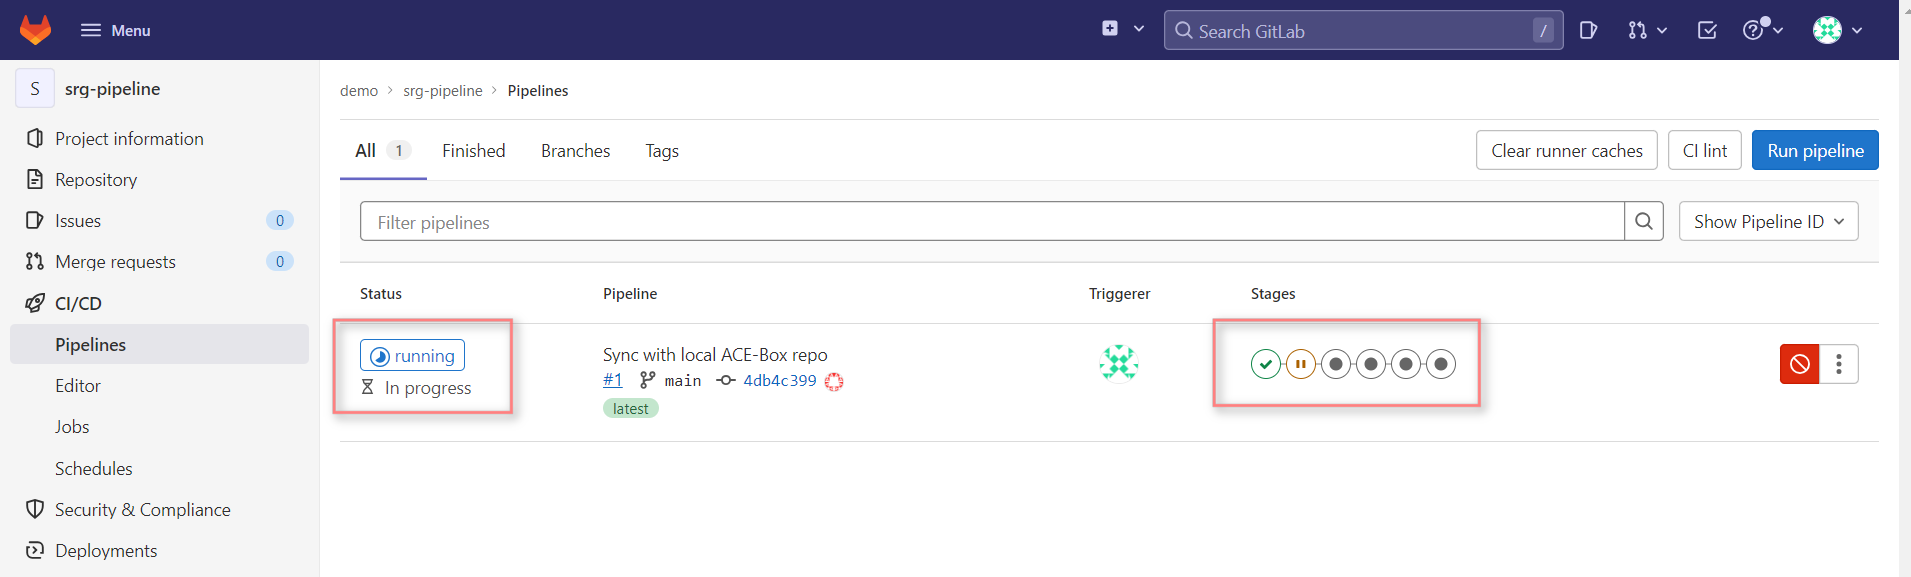 Menu
Search GitLab /
S srg-pipeline
Project information
Repository
Issues 0
Merge requests 0
CI/CD
Pipelines
Editor
Jobs
Schedules
Security & Compliance
Deployments
demo > srg-pipeline > Pipelines
All 1 Finished Branches Tags
Clear runner caches CI lint Run pipeline
Filter pipelines Show Pipeline ID
Status Pipeline Triggerer Stages
running
In progress
Sync with local ACE-Box repo
#1 main 4db4c399
latest